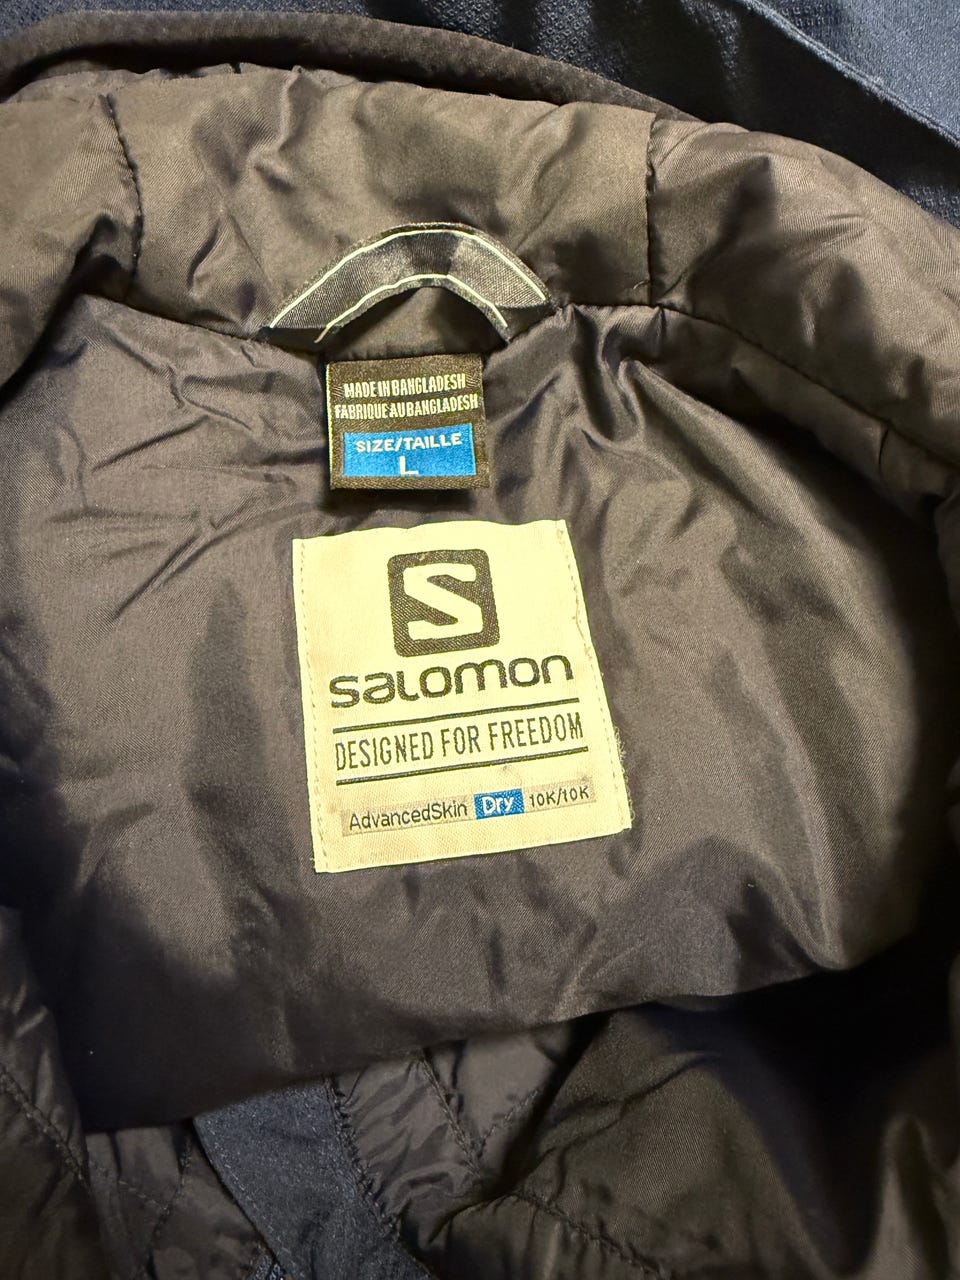 MADE IN BANGLADESH
FABRIQUE AU BANGLADESH
SIZE/TAILLE
L
S
SALOMON
DESIGNED FOR FREEDOM
AdvancedSkin Dry 10K/10K